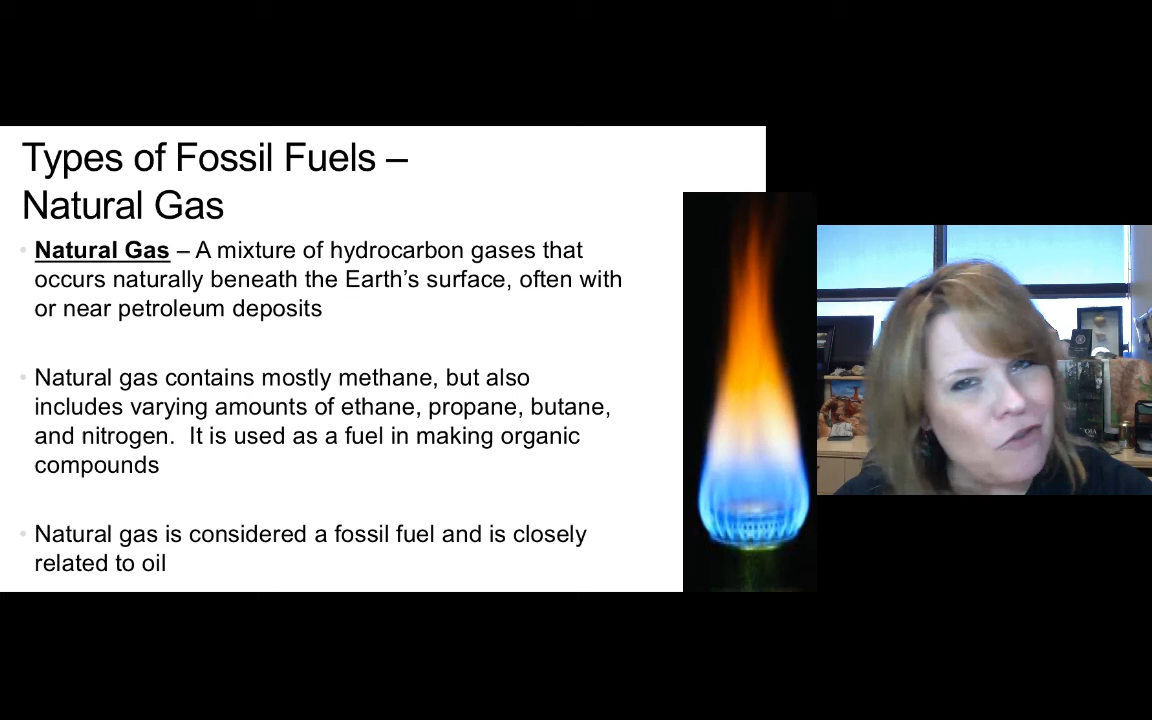 Types of Fossil Fuels –
Natural Gas
Natural Gas – A mixture of hydrocarbon gases that
occurs naturally beneath the Earth’s surface, often with
or near petroleum deposits
Natural gas contains mostly methane, but also
includes varying amounts of ethane, propane, butane,
and nitrogen.  It is used as a fuel in making organic
compounds
Natural gas is considered a fossil fuel and is closely
related to oil